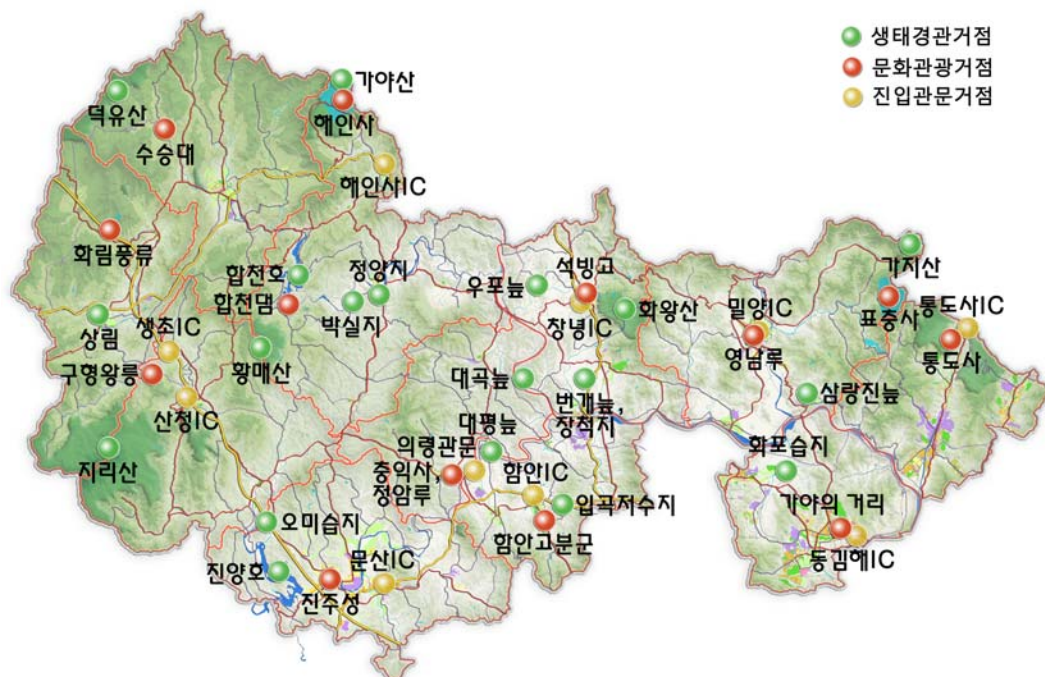 생태경관거점
문화관광거점
진입관문거점
가야산
해인사
덕유산
수승대
해인사IC
화림풍류
합천호
합천댐
정양지
박실지
우포늪
석빙고
창녕IC
화왕산
밀양IC
영남루
가지산
표충사
통도사IC
통도사
상림
생조IC
구형왕릉
산청IC
황매산
대곡늪
번개늪,
장척지
삼랑진늪
지리산
대평늪
의령관문
충익사,
정암루
함안IC
입곡저수지
함안고분군
화포습지
가야의 거리
동김해IC
오미습지
진양호
진주성
문산IC